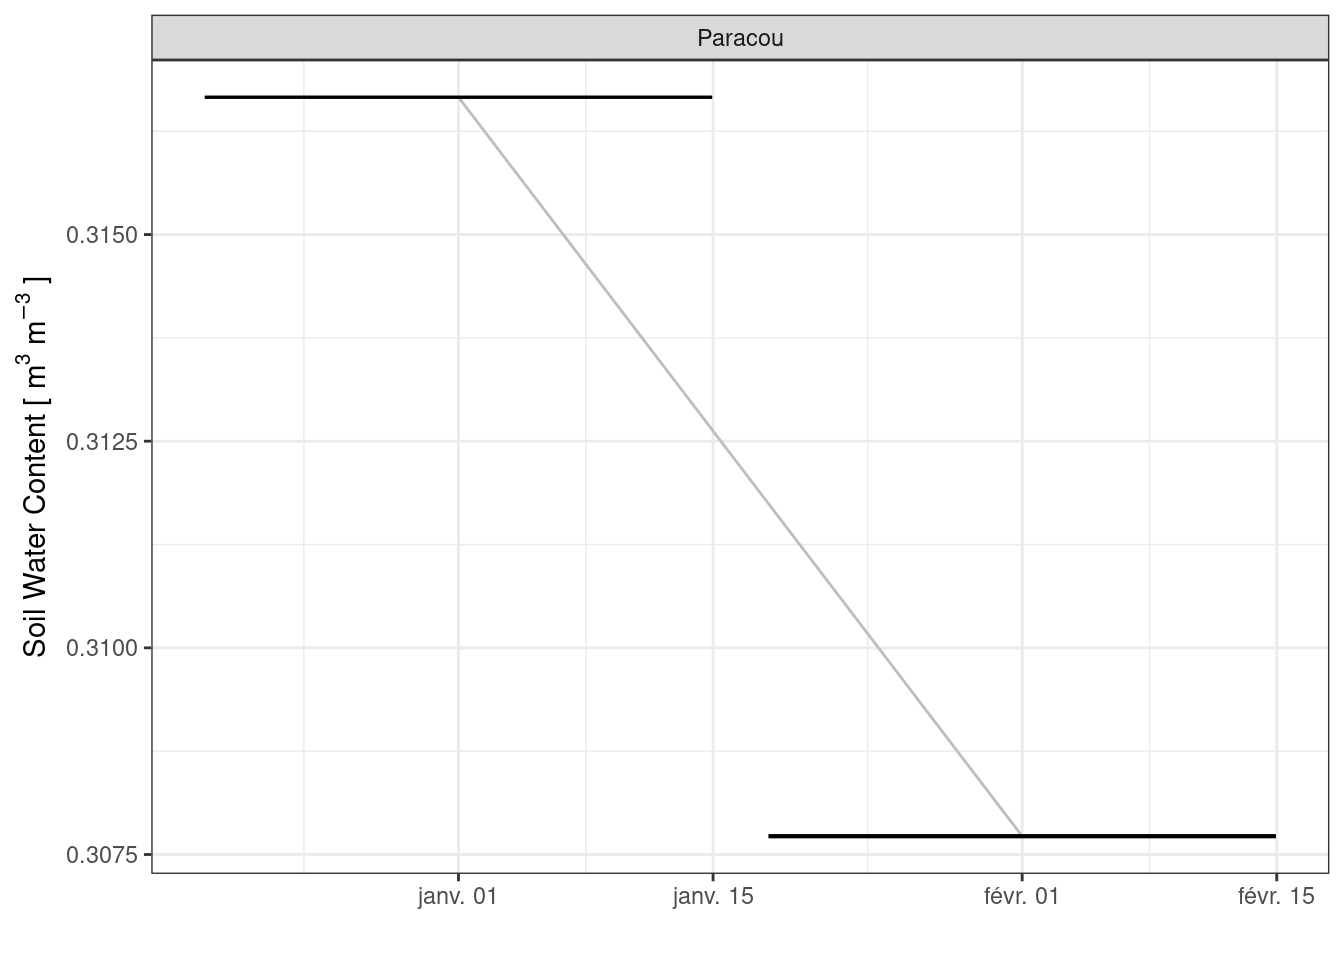 Paracou
Soil Water Content [ m³ m⁻³ ]
0.3150
0.3125
0.3100
0.3075
janv. 01
janv. 15
févr. 01
févr. 15